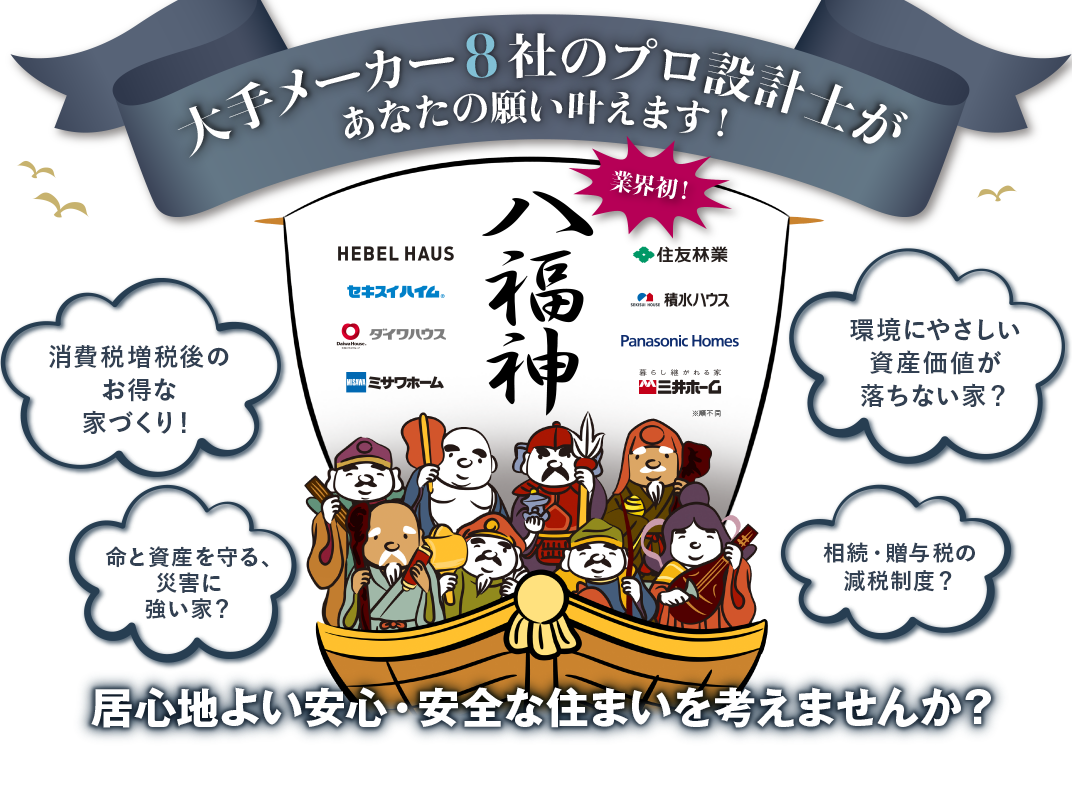 大手メーカー8社のプロ設計士が
あなたの願い叶えます！
業界初！
八福神
HEBEL HAUS
セキスイハイム®
Daiwa House®
ダイワハウス
MISAWA
ミサワホーム
住友林業
SEKISUI HOUSE
積水ハウス
Panasonic Homes
暮らし継がれる家
三井ホーム
※順不同
消費税増税後の
お得な
家づくり！
環境にやさしい
資産価値が
落ちない家？
命と資産を守る、
災害に
強い家？
相続・贈与税の
減税制度？
居心地よい安心・安全な住まいを考えませんか？